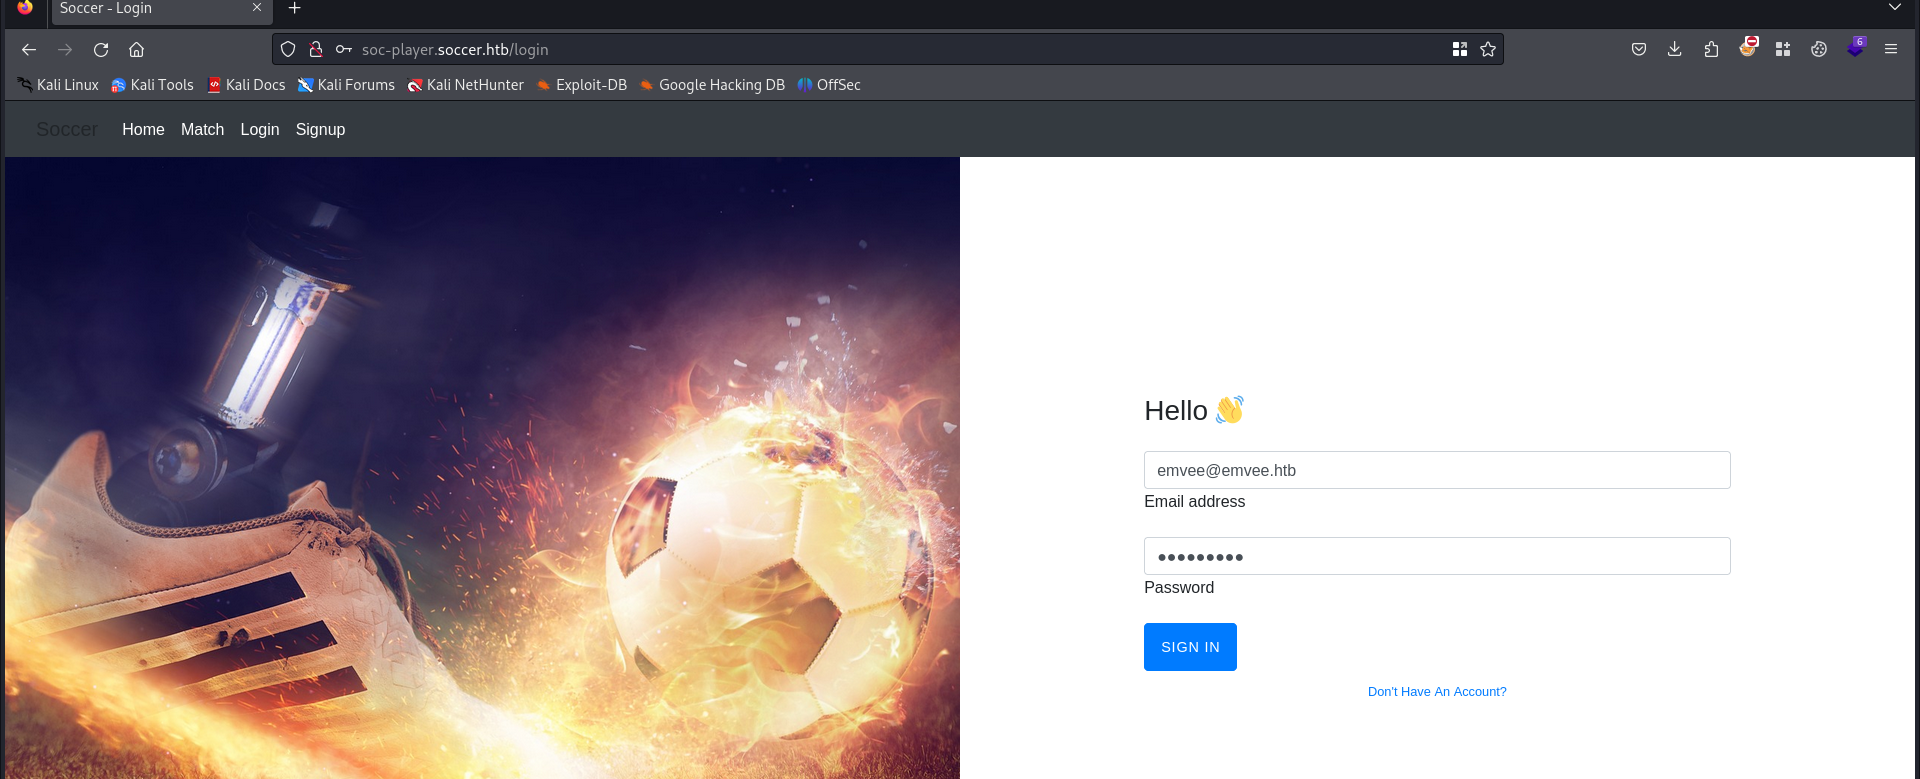 Soccer - Login
soc-player.soccer.htb/login
6
Kali Linux Kali Tools Kali Docs Kali Forums Kali NetHunter Exploit-DB Google Hacking DB OffSec
Soccer Home Match Login Signup
Hello 👋
emvee@emvee.htb
Email address
•••••••••
Password
SIGN IN
Don't Have An Account?